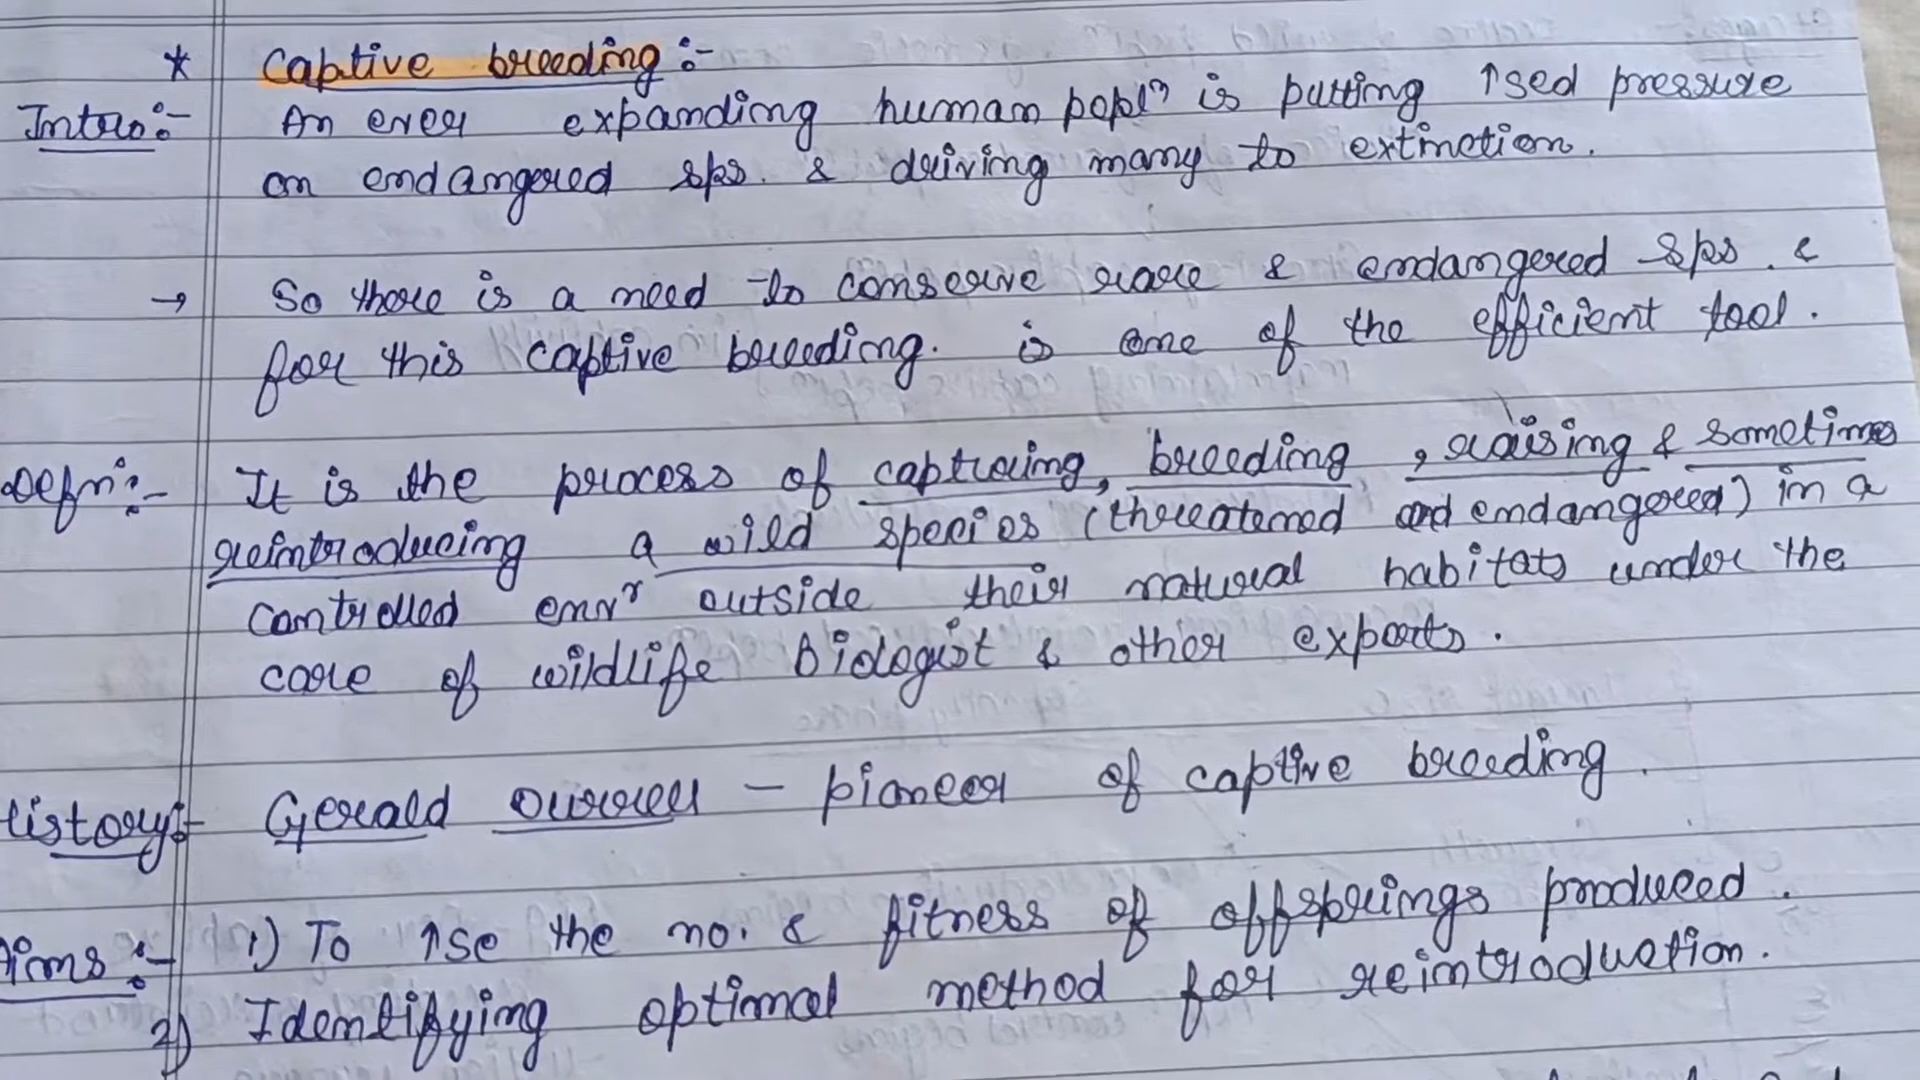 * Captive breeding :-
Intro:- An ever expanding human popln is putting ↑sed pressure
on endangered sps. & driving many to extinction.
→ So there is a need to conserve rare & endangered sps. &
for this captive breeding. is one of the efficient tool.
Defn:- It is the process of captruing, breeding, raising & sometimes
reintroducing a wild species (threatened and endangered) in a
controlled envr outside their natural habitats under the
care of wildlife Biologist & other experts.
History:- Gerald Durrell - pioneer of captive breeding.
Aims:- 1) To ↑se the no. & fitness of offsprings produced.
2) Identifying optimal method for reintroduction.